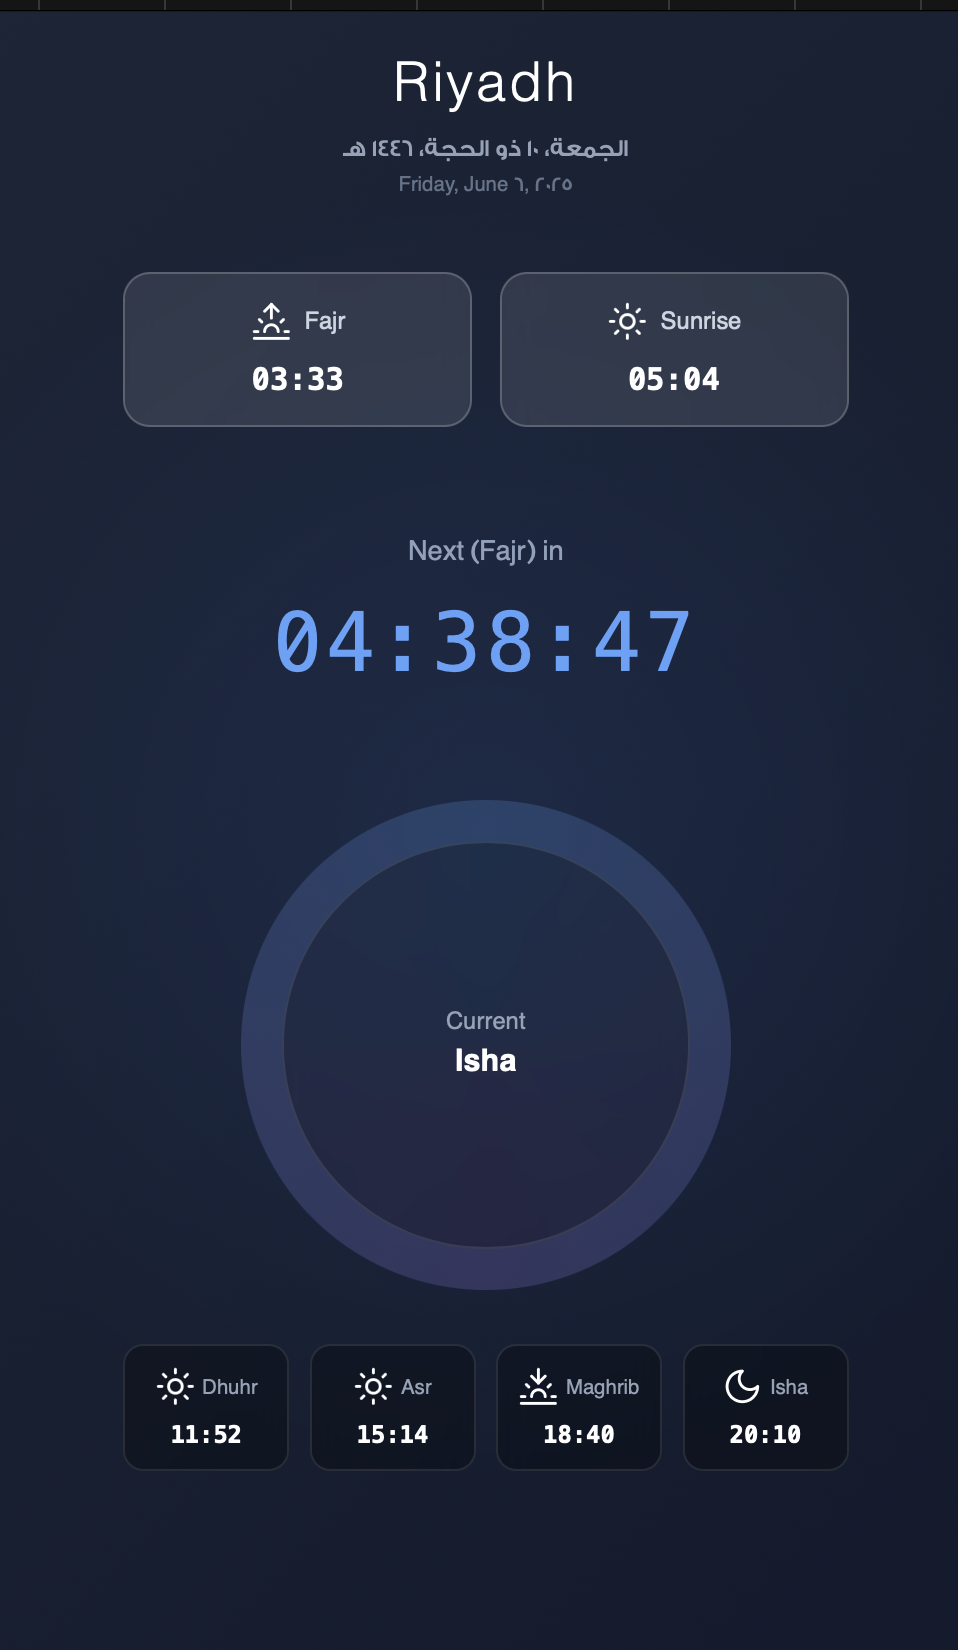 Riyadh
الجمعة، ١٠ ذو الحجة، ١٤٤٦ هـ
Friday, June ٦, ٢٠٢٥
Fajr
03:33
Sunrise
05:04
Next (Fajr) in
04:38:47
Current
Isha
Dhuhr
11:52
Asr
15:14
Maghrib
18:40
Isha
20:10